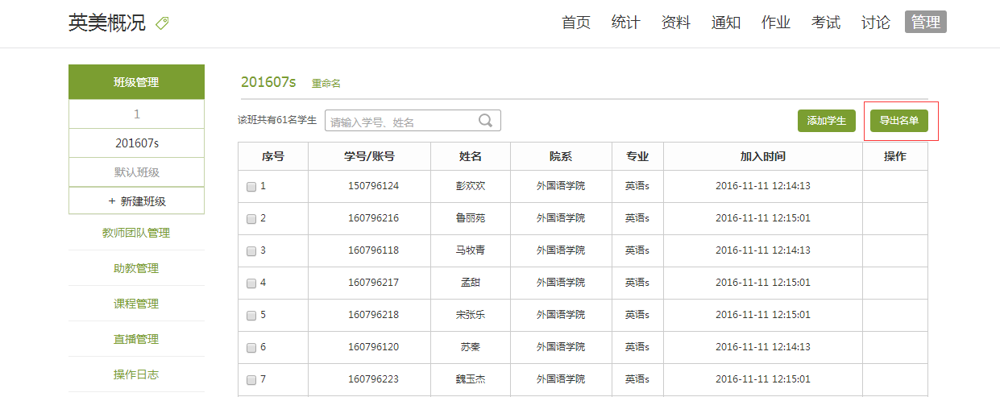 英美概况
首页 统计 资料 通知 作业 考试 讨论 管理
班级管理
1
201607s
默认班级
+ 新建班级
教师团队管理
助教管理
课程管理
直播管理
操作日志
201607s 重命名
该班共有61名学生 请输入学号、姓名 添加学生 导出名单
序号 学号/账号 姓名 院系 专业 加入时间 操作
1 150796124 彭欢欢 外国语学院 英语s 2016-11-11 12:14:13
2 160796216 鲁丽苑 外国语学院 英语s 2016-11-11 12:15:01
3 160796118 马牧青 外国语学院 英语s 2016-11-11 12:14:13
4 160796217 孟甜 外国语学院 英语s 2016-11-11 12:15:01
5 160796218 宋张乐 外国语学院 英语s 2016-11-11 12:15:01
6 160796120 苏秦 外国语学院 英语s 2016-11-11 12:14:13
7 160796223 魏玉杰 外国语学院 英语s 2016-11-11 12:15:01